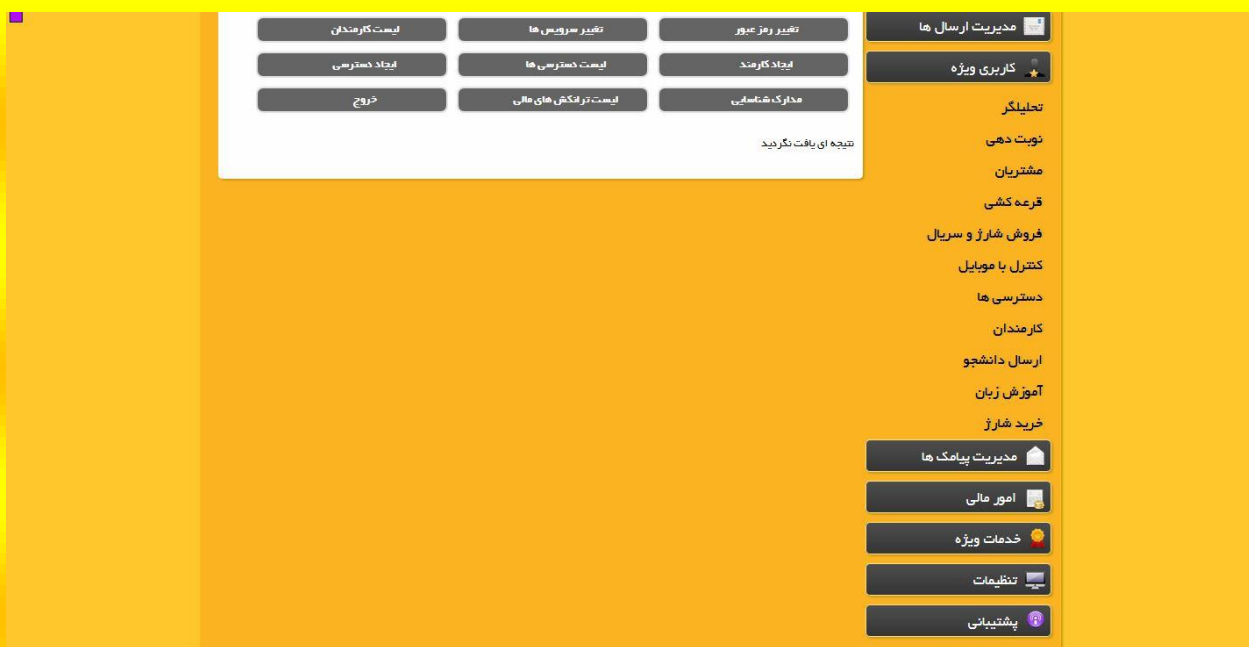 مدیریت ارسال ها
کاربری ویژه
تحلیلگر
نوبت دهی
مشتریان
قرعه کشی
فروش شارژ و سریال
کنترل با موبایل
دسترسی ها
کارمندان
ارسال دانشجو
آموزش زبان
خرید شارژ
مدیریت پیامک ها
امور مالی
خدمات ویژه
تنظیمات
پشتیبانی
تغییر رمز عبور تغییر سرویس ها لیست کارمندان
ایجاد کارمند لیست دسترسی ها ایجاد دسترسی
مدارک شناسایی لیست تراکنش های مالی خروج
نتیجه ای یافت نگردید